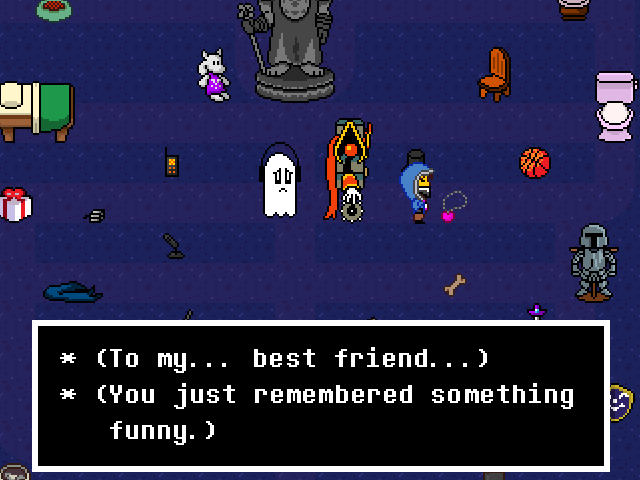 * (To my... best friend...)
* (You just remembered something
funny.)